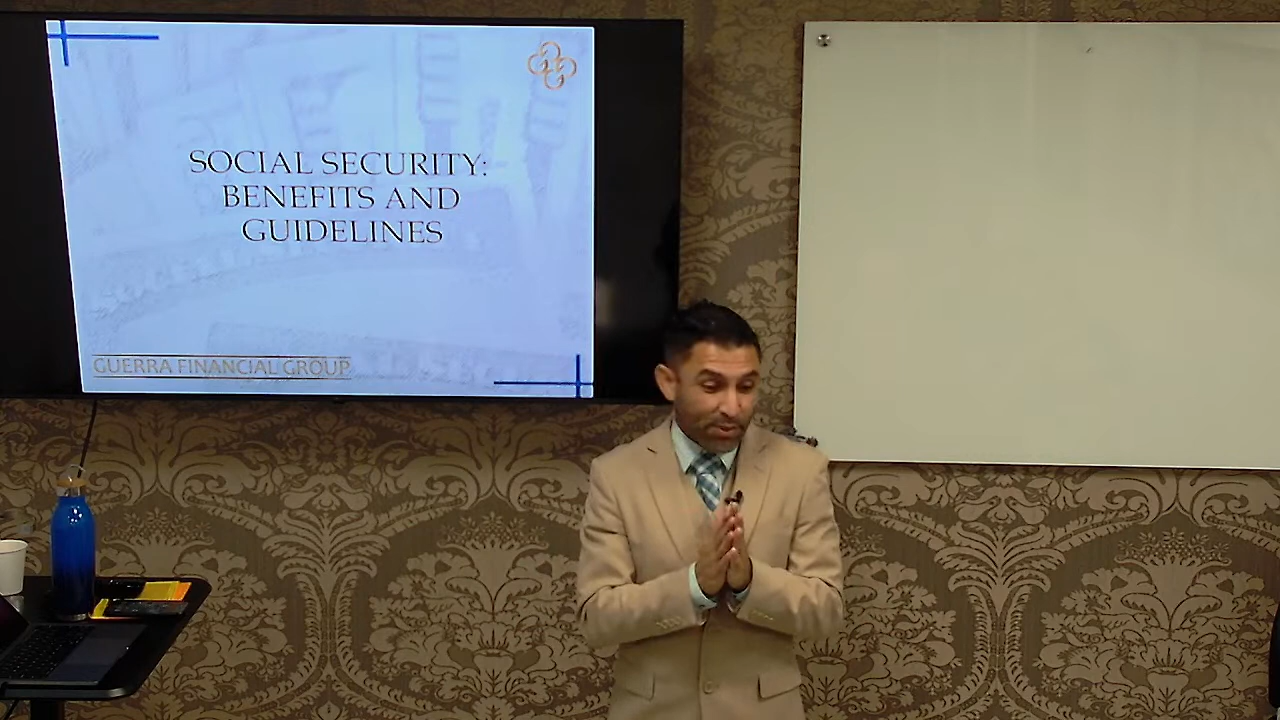 SOCIAL SECURITY:
BENEFITS AND
GUIDELINES
GUERRA FINANCIAL GROUP